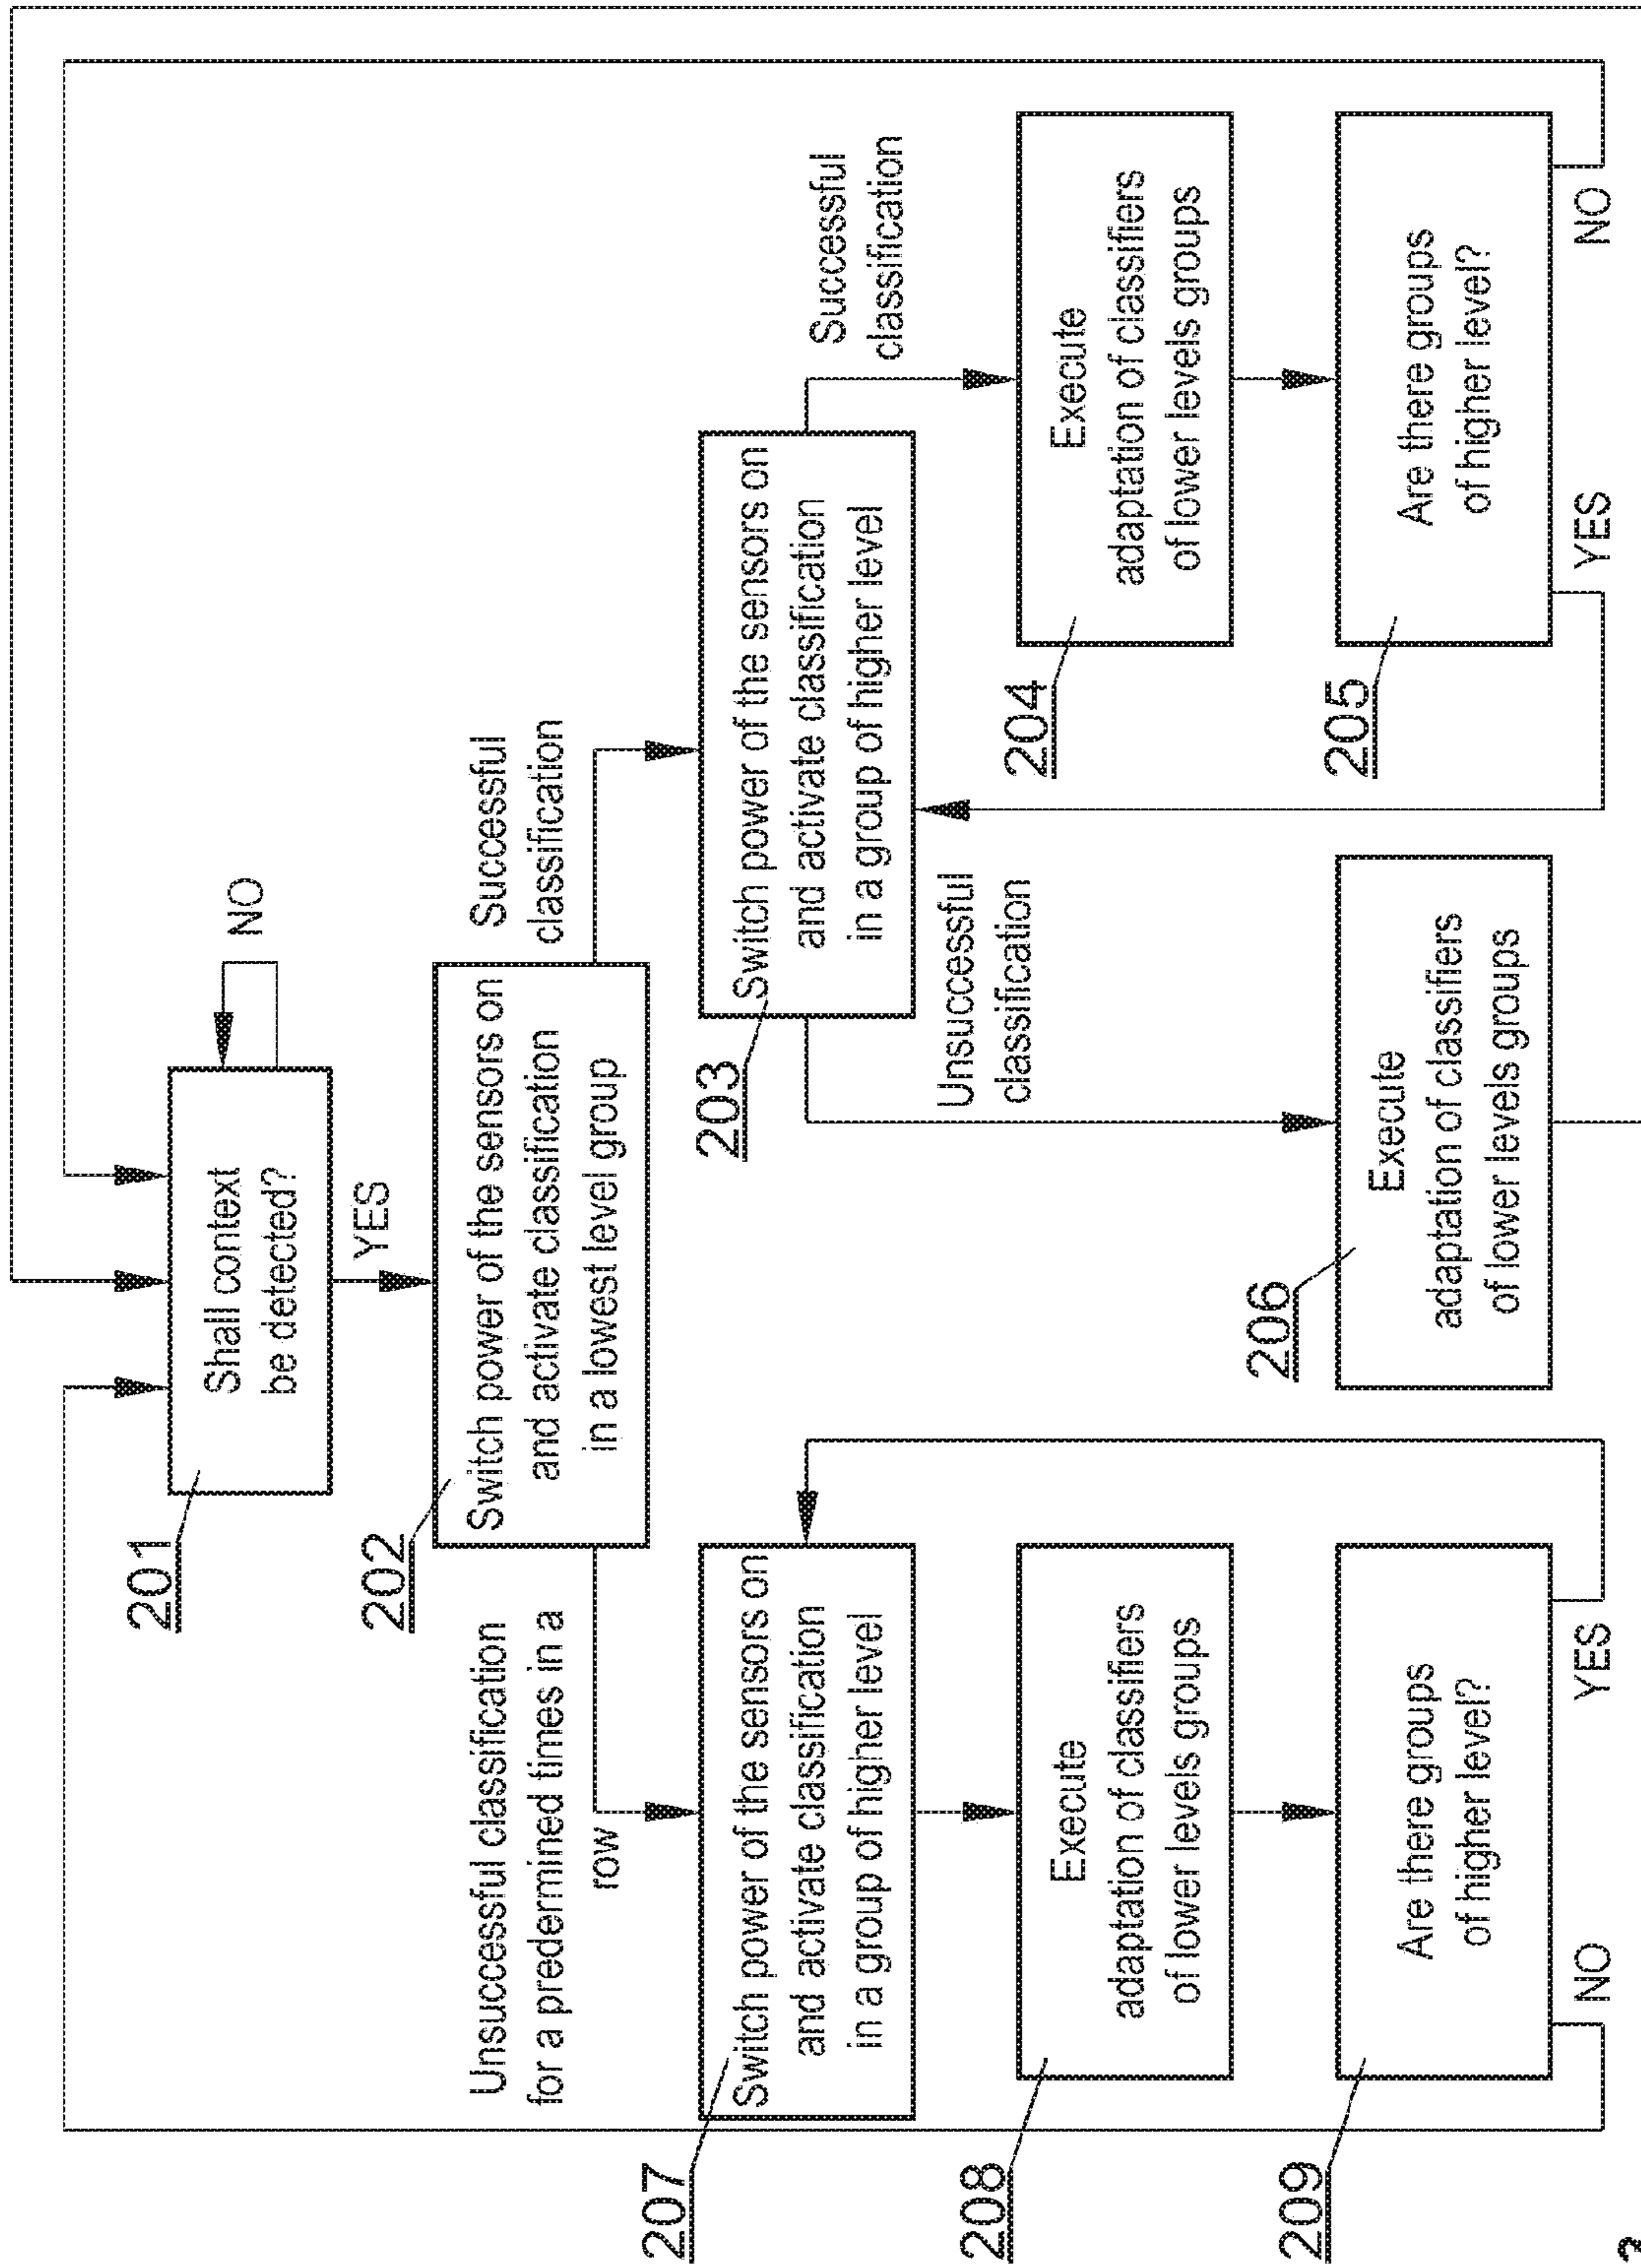 201
Shall context
be detected?
NO
YES
202
Switch power of the sensors on
and activate classification
in a lowest level group
Unsuccessful classification
for a predermined times in a
row
Successful
classification
207
Switch power of the sensors on
and activate classification
in a group of higher level
203
Switch power of the sensors on
and activate classification
in a group of higher level
Successful
classification
Unsuccessful
classification
208
Execute
adaptation of classifiers
of lower levels groups
204
Execute
adaptation of classifiers
of lower levels groups
209
Are there groups
of higher level?
NO
YES
206
Execute
adaptation of classifiers
of lower levels groups
205
Are there groups
of higher level?
YES
NO